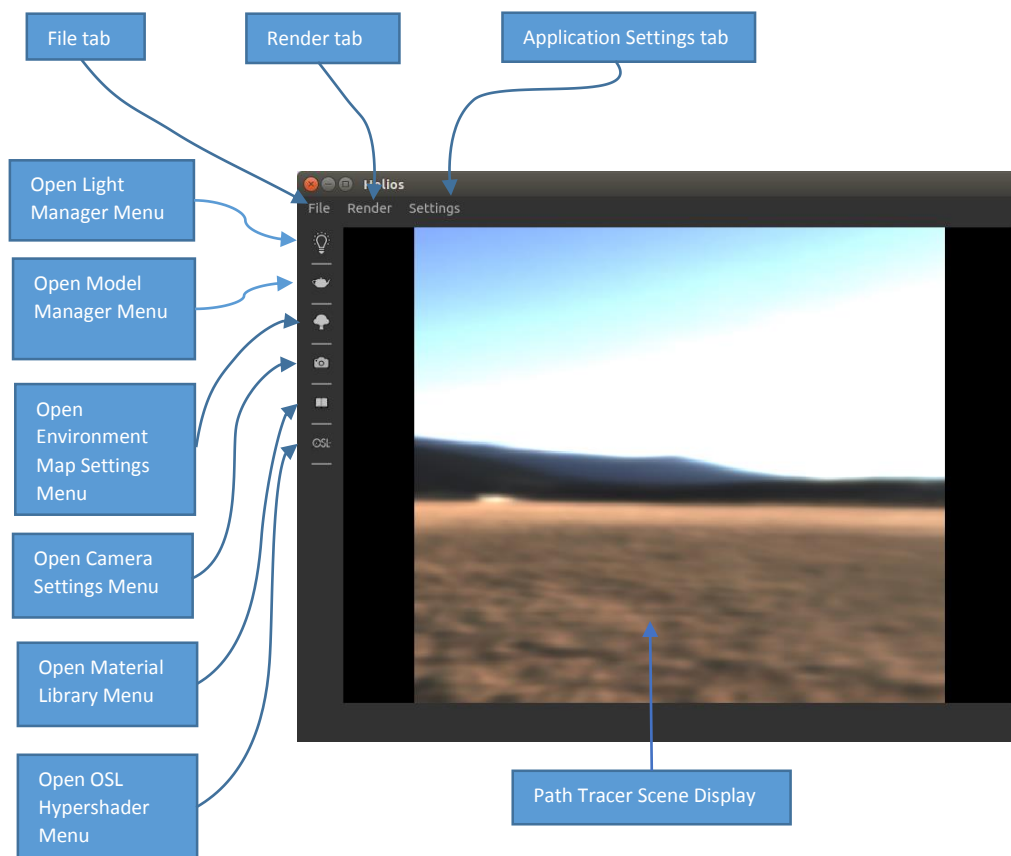 File tab
Render tab
Application Settings tab
Open Light
Manager Menu
Open Model
Manager Menu
Open
Environment
Map Settings
Menu
Open Camera
Settings Menu
Open Material
Library Menu
Open OSL
Hypershader
Menu
Helios
File Render Settings
OSL
Path Tracer Scene Display